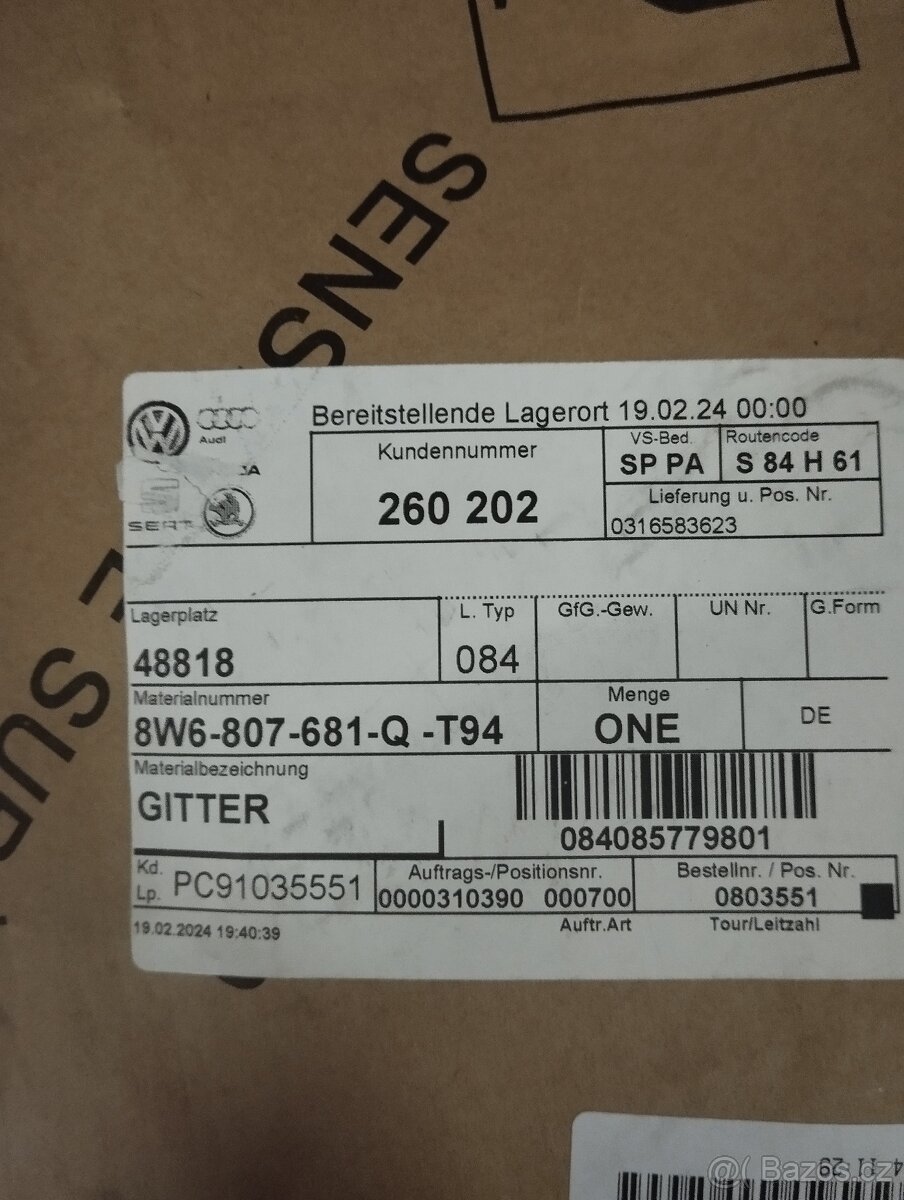 SENS
E SUP
Audi
SEAT
Bereitstellende Lagerort 19.02.24 00:00
Kundennummer
260 202
VS-Bed.
SP PA
Routencode
S 84 H 61
Lieferung u. Pos. Nr.
0316583623
Lagerplatz
48818
L. Typ
084
GfG.-Gew.
UN Nr.
G.Form
Materialnummer
8W6-807-681-Q -T94
Menge
ONE
DE
Materialbezeichnung
GITTER
084085779801
Kd.
Lp. PC91035551
Auftrags-/Positionsnr.
0000310390 000700
Bestellnr. / Pos. Nr.
0803551
19.02.2024 19:40:39
Auftr.Art
Tour/Leitzahl
Bazos.cz